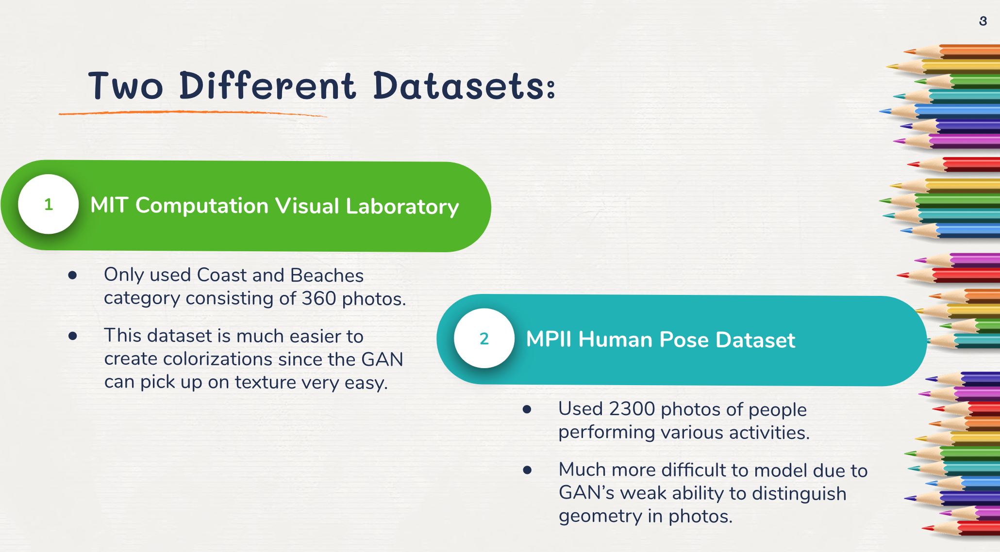 3
Two Different Datasets:
1
MIT Computation Visual Laboratory
● Only used Coast and Beaches
category consisting of 360 photos.
● This dataset is much easier to
create colorizations since the GAN
can pick up on texture very easy.
2
MPII Human Pose Dataset
● Used 2300 photos of people
performing various activities.
● Much more difficult to model due to
GAN’s weak ability to distinguish
geometry in photos.